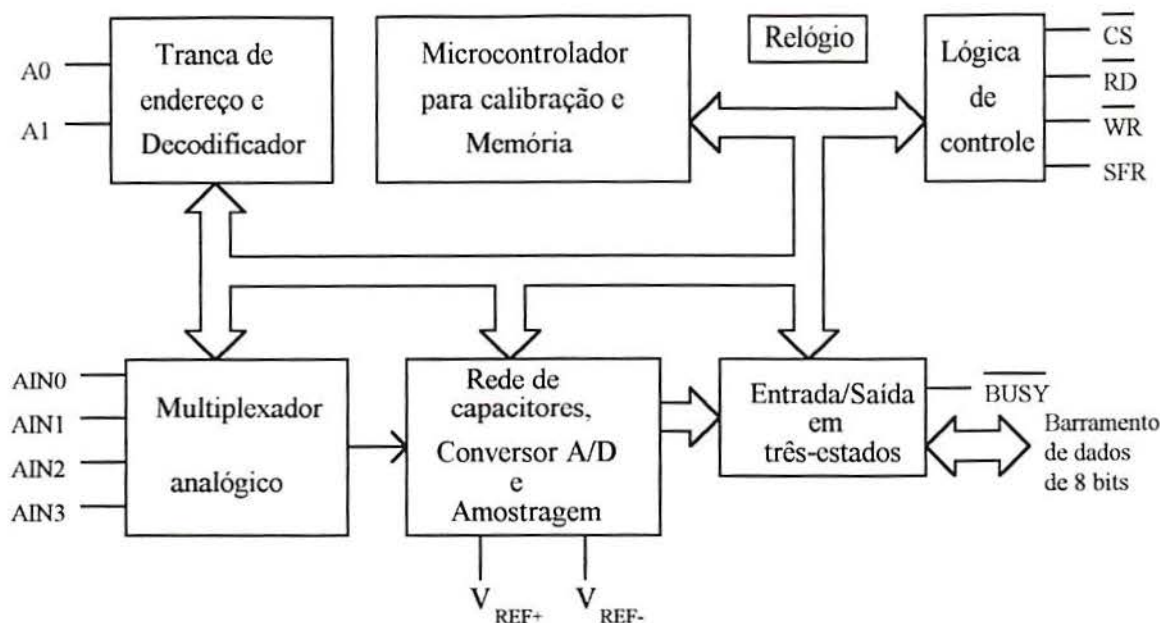 A0
A1
Tranca de
endereço e
Decodificador
Microcontrolador
para calibração e
Memória
Relógio
Lógica
de
controle
CS
RD
WR
SFR
AIN0
AIN1
AIN2
AIN3
Multiplexador
analógico
Rede de
capacitores,
Conversor A/D
e
Amostragem
V REF+
V REF-
Entrada/Saída
em
três-estados
BUSY
Barramento
de dados
de 8 bits